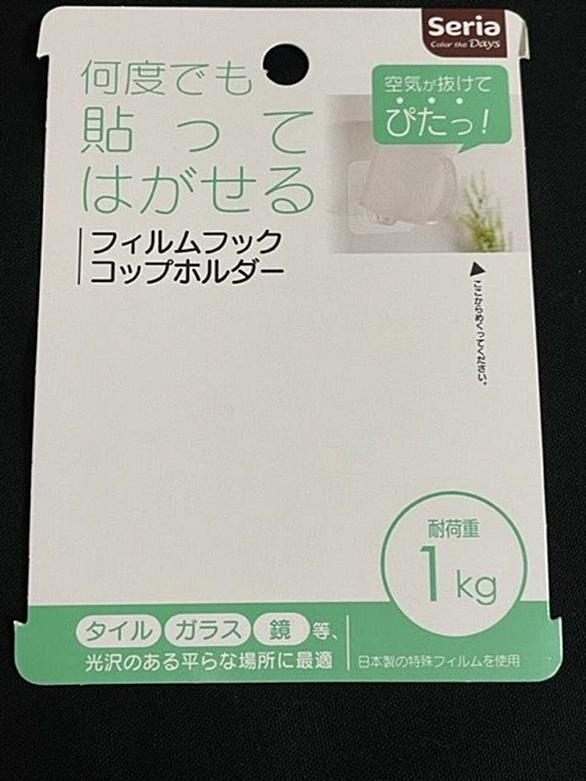 Seria
Color the Days
何度でも
貼って
はがせる
空気が抜けて
ぴたっ！
フィルムフック
コップホルダー
ここからめくってください。
耐荷重
1kg
タイル ガラス 鏡 等、
光沢のある平らな場所に最適
日本製の特殊フィルムを使用